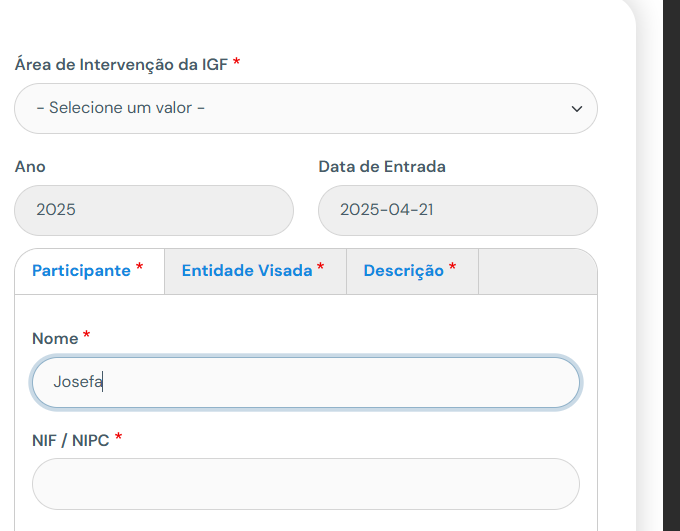 Área de Intervenção da IGF *
- Selecione um valor -
Ano
Data de Entrada
2025
2025-04-21
Participante *
Entidade Visada *
Descrição *
Nome *
Josefa
NIF / NIPC *